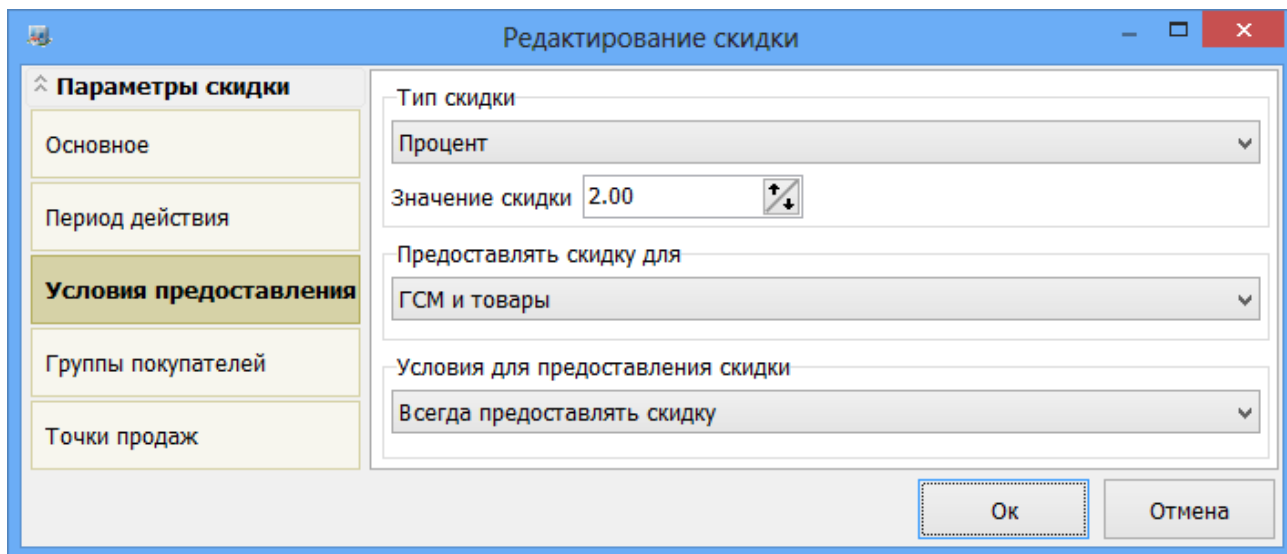 Редактирование скидки
Параметры скидки
Основное
Период действия
Условия предоставления
Группы покупателей
Точки продаж
Тип скидки
Процент
Значение скидки 2.00
Предоставлять скидку для
ГСМ и товары
Условия для предоставления скидки
Всегда предоставлять скидку
Ок
Отмена